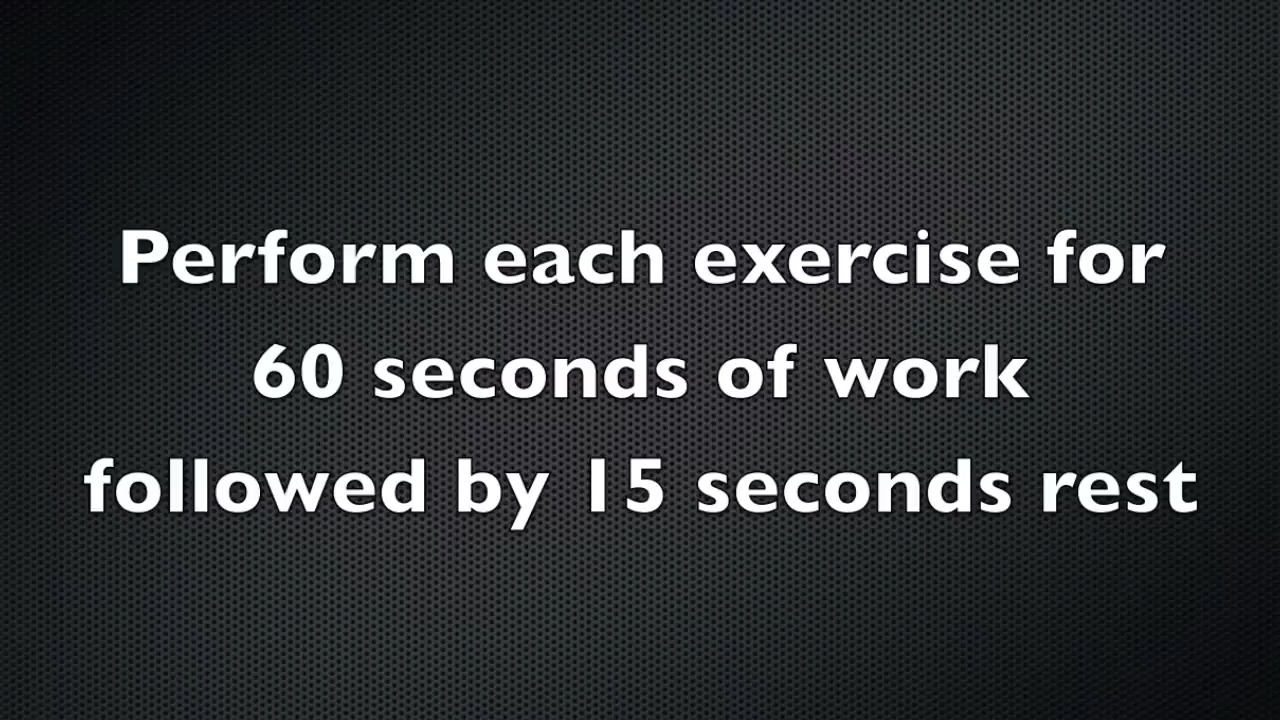 Perform each exercise for
60 seconds of work
followed by 15 seconds rest